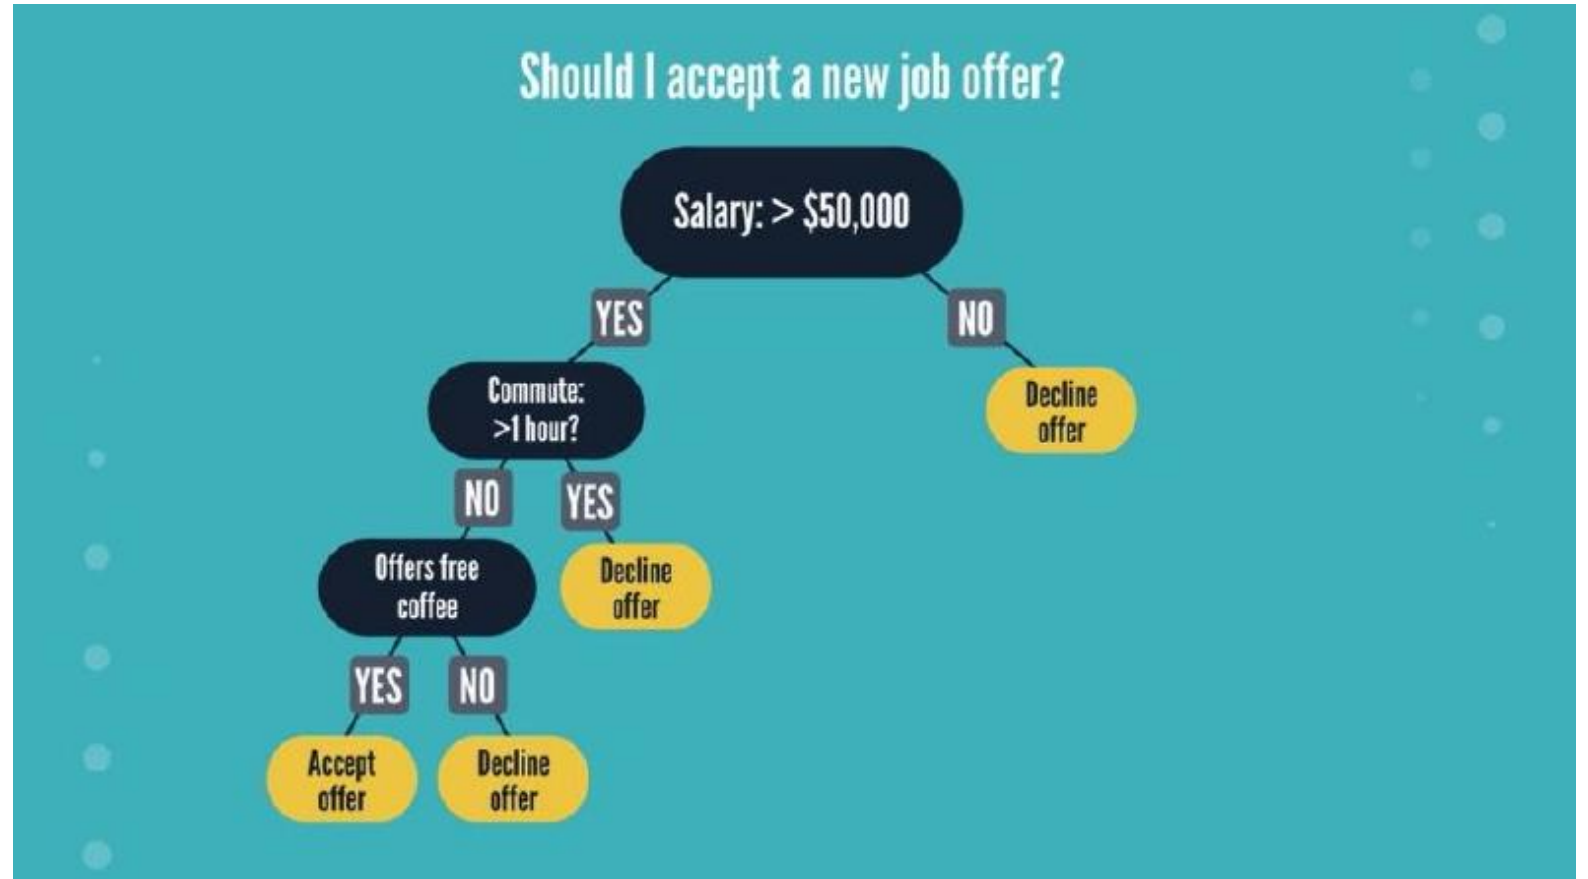 Should I accept a new job offer?
Salary: > $50,000
YES
NO
Commute:
>1 hour?
Decline
offer
NO
YES
Offers free
coffee
Decline
offer
YES
NO
Accept
offer
Decline
offer